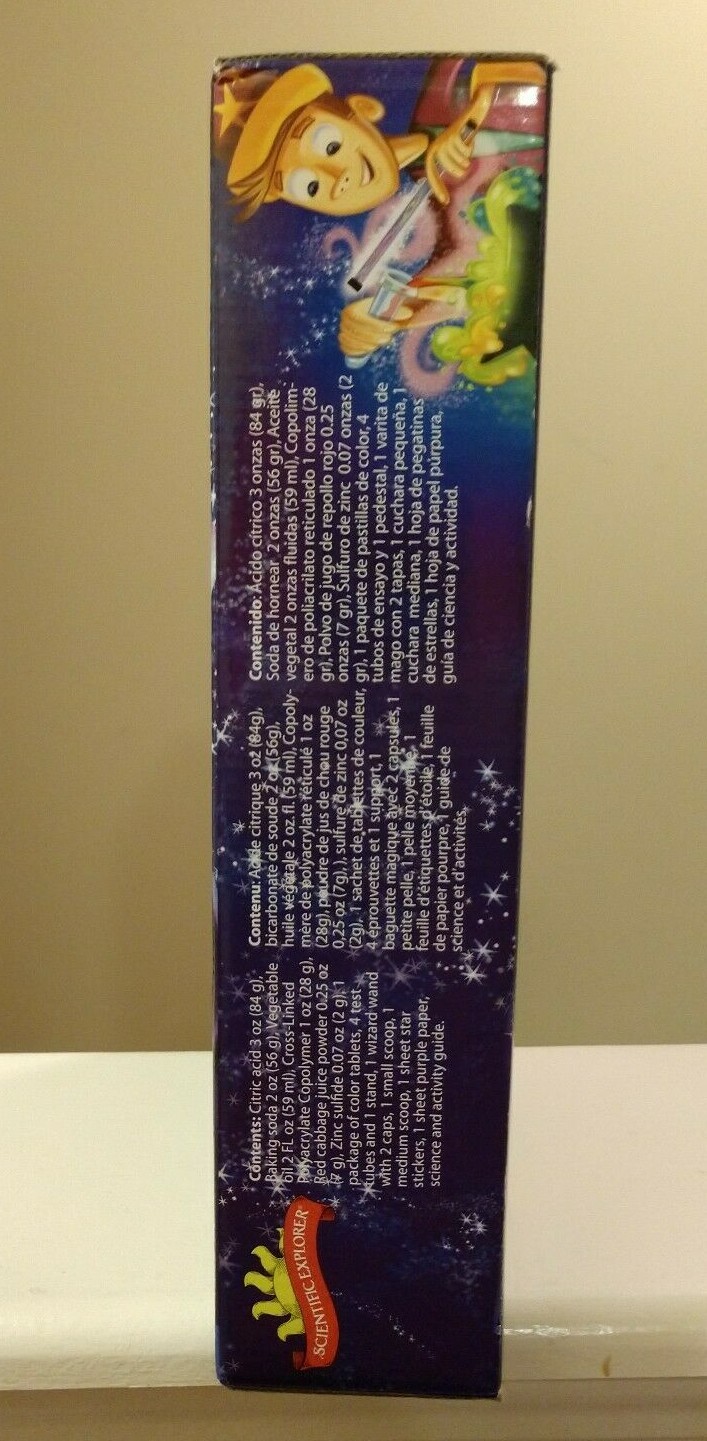 SCIENTIFIC EXPLORER®
Contents: Citric acid 3 oz (84 g),
Baking soda 2 oz (56 g), Vegetable
oil 2 FL oz (59 ml), Cross-Linked
Polyacrylate Copolymer 1 oz (28 g),
Red cabbage juice powder 0.25 oz
(7 g), Zinc sulfide 0.07 oz (2 g), 1
package of color tablets, 4 test
tubes and 1 stand, 1 wizard wand
with 2 caps, 1 small scoop, 1
medium scoop, 1 sheet star
stickers, 1 sheet purple paper,
science and activity guide.
Contenu: Acide citrique 3 oz (84g),
bicarbonate de soude 2 oz (56g),
huile végétale 2 oz fl. (59 ml), Copoly-
mère de polyacrylate réticulé 1 oz
(28g), poudre de jus de chou rouge
0,25 oz (7g), ), sulfure de zinc 0,07 oz
(2g), 1 sachet de tablettes de couleur,
4 éprouvettes et 1 support, 1
baguette magique avec 2 capsules, 1
petite pelle, 1 pelle moyenne, 1
feuille d'étiquettes d'étoile, 1 feuille
de papier pourpre, 1 guide de
science et d'activités,
Contenido: Ácido cítrico 3 onzas (84 gr),
Soda de hornear 2 onzas (56 gr), Aceite
vegetal 2 onzas fluidas (59 ml), Copolím-
ero de poliacrilato reticulado 1 onza (28
gr), Polvo de jugo de repollo rojo 0.25
onzas (7 gr), Sulfuro de zinc 0.07 onzas (2
gr), 1 paquete de pastillas de color, 4
tubos de ensayo y 1 pedestal, 1 varita de
mago con 2 tapas, 1 cuchara pequeña, 1
cuchara mediana, 1 hoja de pegatinas
de estrellas, 1 hoja de papel púrpura,
guía de ciencia y actividad.